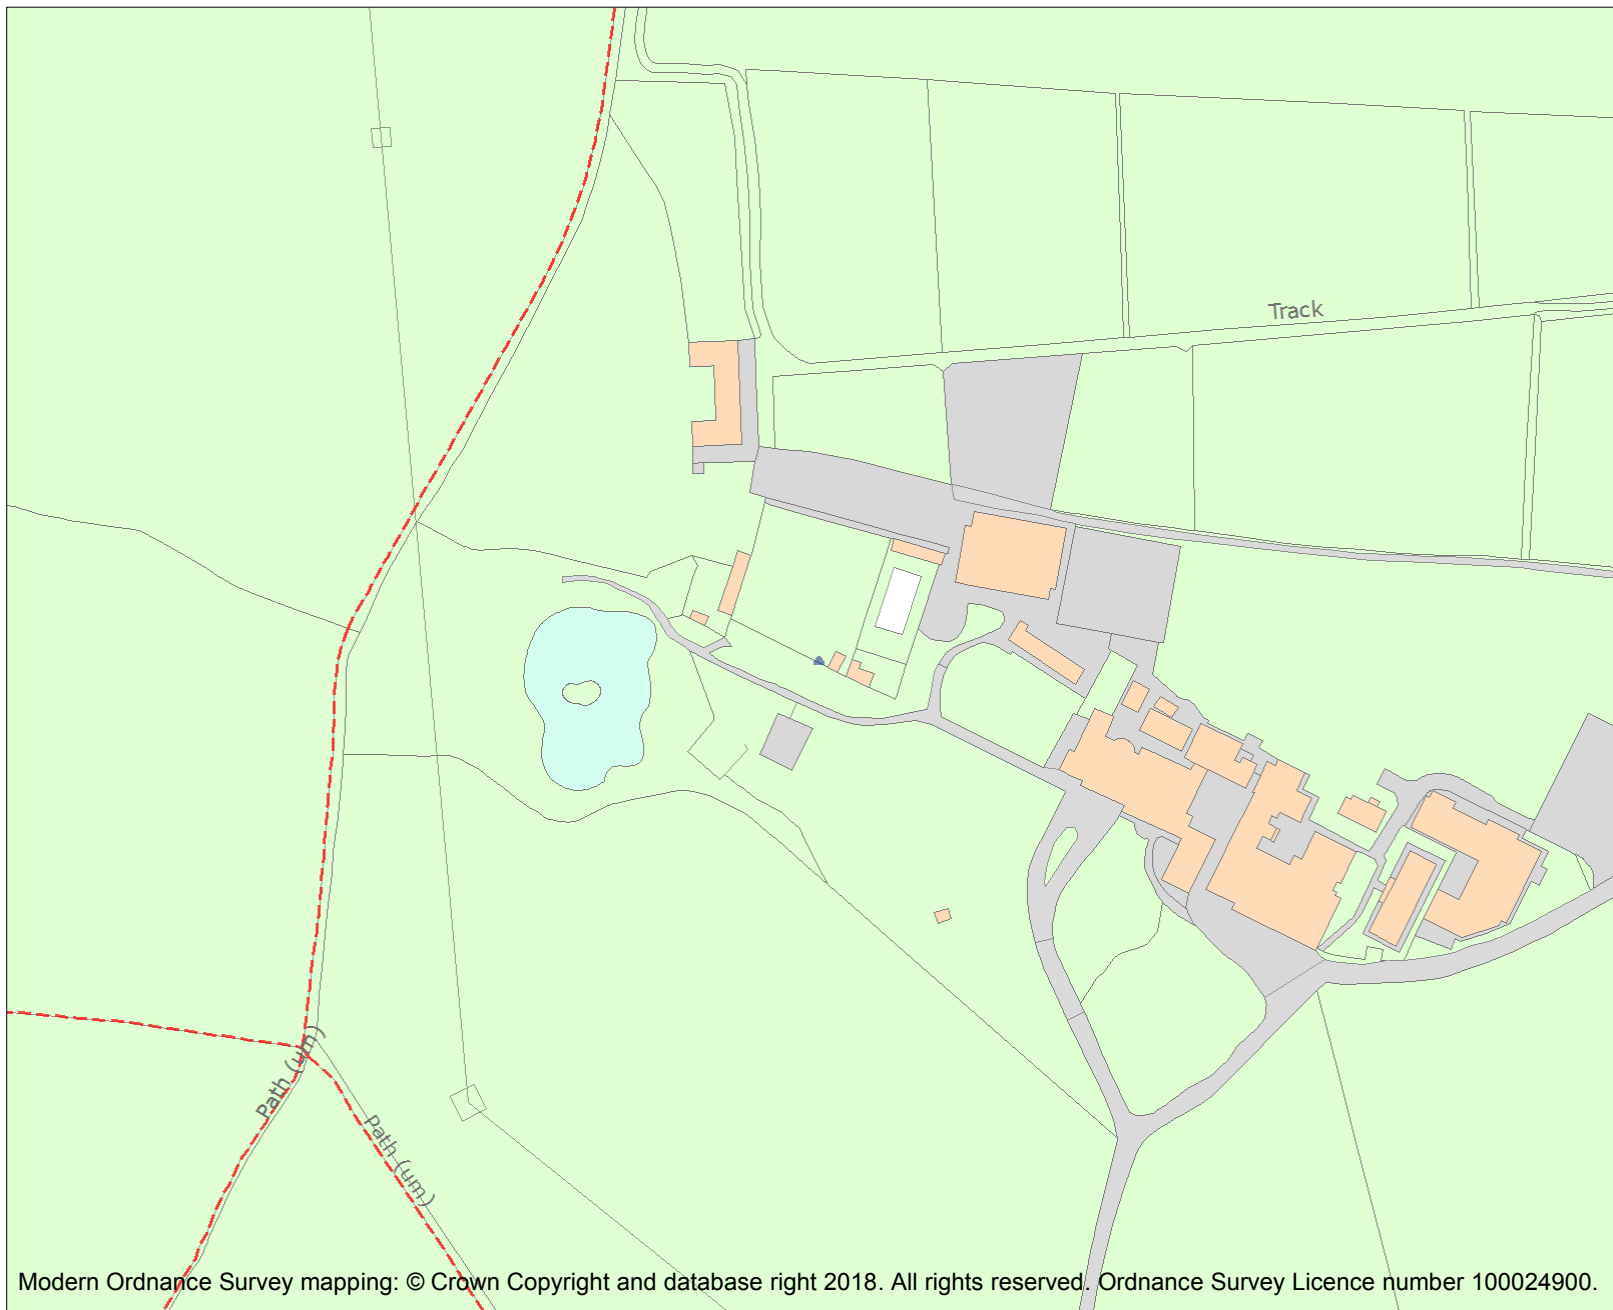 Track
Path (um)
Path (um)
Modern Ordnance Survey mapping: © Crown Copyright and database right 2018. All rights reserved. Ordnance Survey Licence number 100024900.